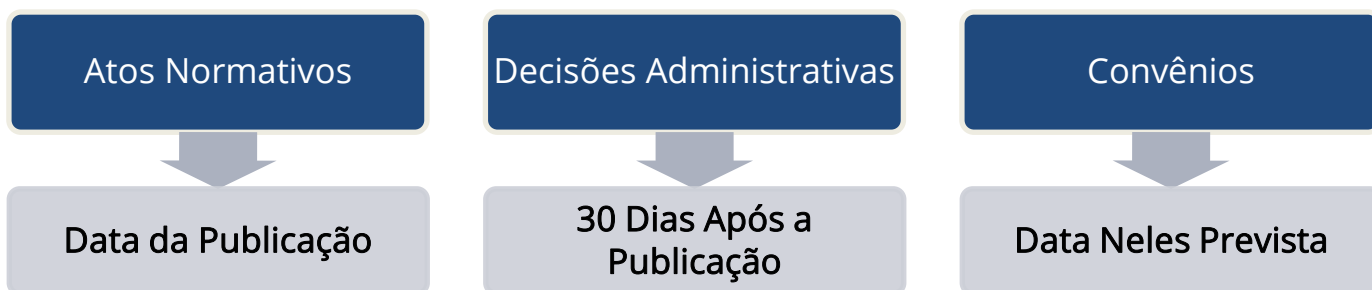 Atos Normativos
Decisões Administrativas
Convênios
Data da Publicação
30 Dias Após a
Publicação
Data Neles Prevista